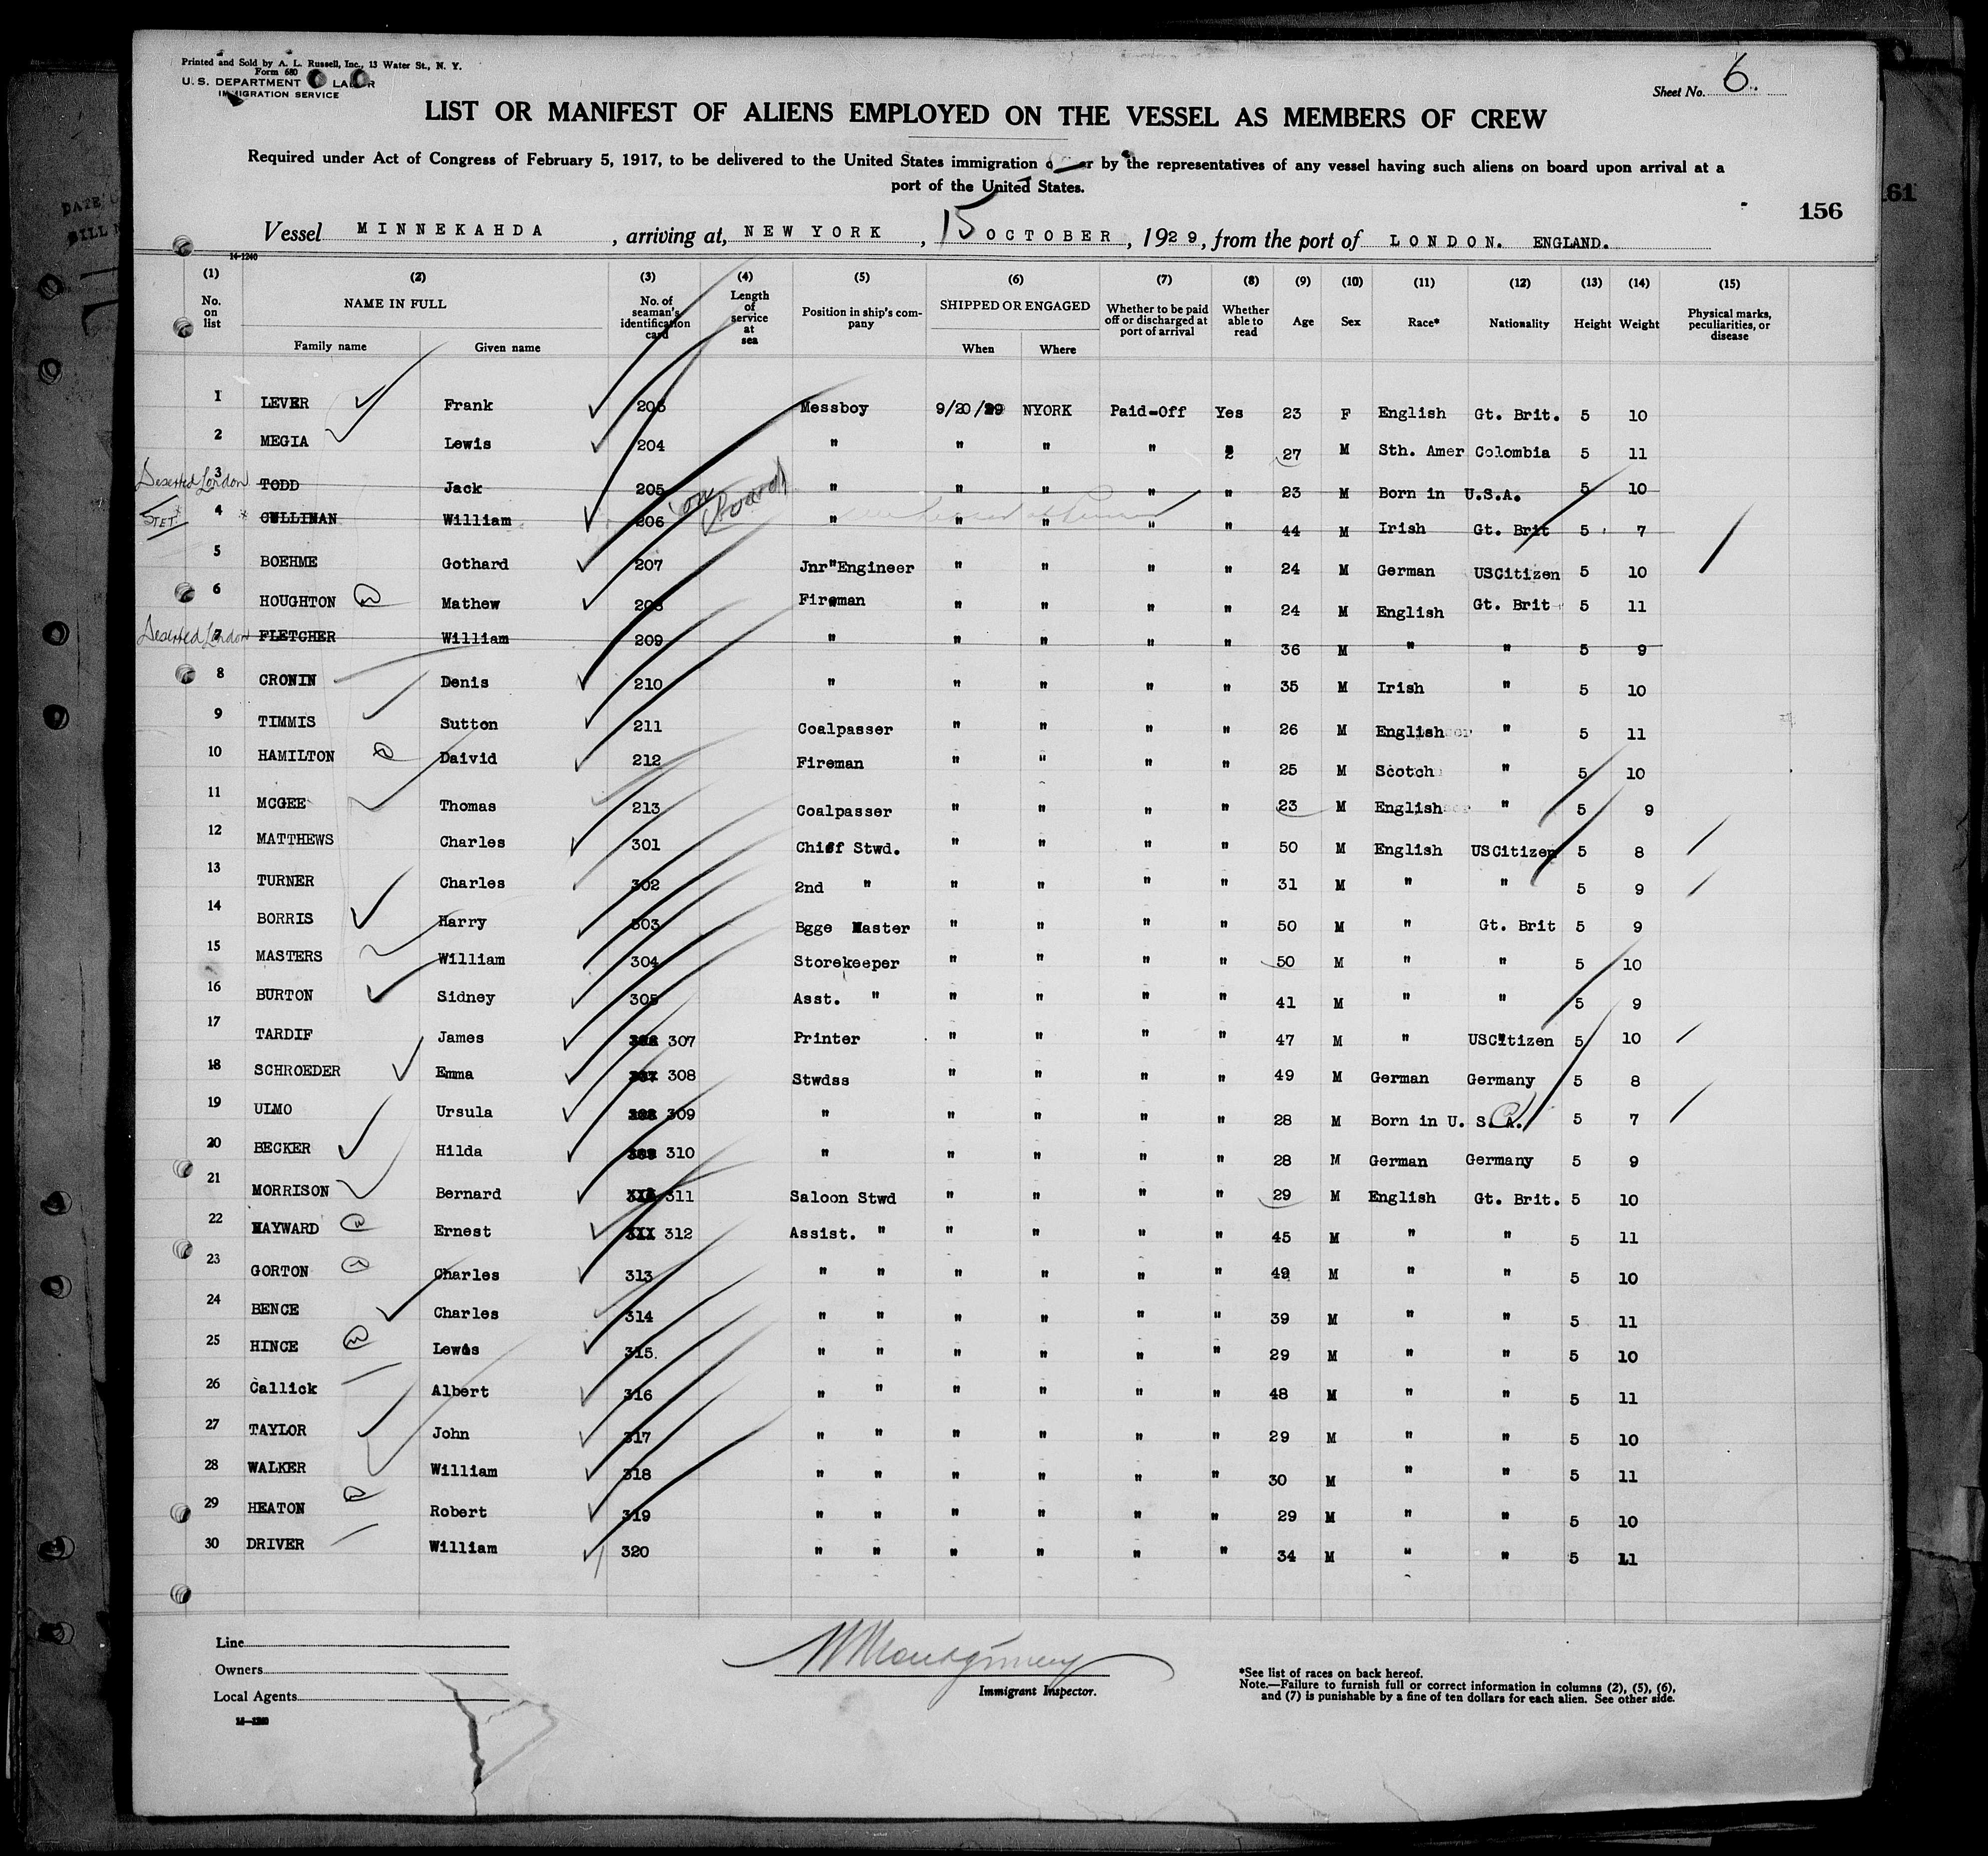 Printed and Sold by A. L. Russell, Inc., 13 Water St., N. Y.
Form 680
U. S. DEPARTMENT
IMMIGRATION SERVICE
Sheet No. 6.
LIST OR MANIFEST OF ALIENS EMPLOYED ON THE VESSEL AS MEMBERS OF CREW
Required under Act of Congress of February 5, 1917, to be delivered to the United States immigration by the representatives of any vessel having such aliens on board upon arrival at a
port of the United States.
156
61
Vessel MINNEKAHDA, arriving at, NEW YORK, 15 OCTOBER, 1929, from the port of LONDON. ENGLAND.
14-1240
(1) (2) (3) (4) (5) (6) (7) (8) (9) (10) (11) (12) (13) (14) (15)
No. on list NAME IN FULL Family name Given name No. of seaman's identification card Length of service at sea Position in ship's company SHIPPED OR ENGAGED When Where Whether to be paid off or discharged at port of arrival Whether able to read Age Sex Race* Nationality Height Weight Physical marks, peculiarities, or disease
1 LEVER Frank 203 Messboy 9/20/29 NYORK Paid-Off Yes 23 F English Gt. Brit. 5 10
2 MEGIA Lewis 204 " " " " " 27 M Sth. Amer Colombia 5 11
Deserted London 3 TODD Jack 205 " " " " " 23 M Born in U.S.A. 5 10
STET * 4 * William 206 on board " " " " " 44 M Irish Gt. Brit 5 7
5 BOEHME Gothard 207 Jnr"Engineer " " " " 24 M German USCitizen 5 10
6 HOUGHTON Mathew 208 Fireman " " " " 24 M English Gt. Brit 5 11
Deserted London 7 FLETCHER William 209 " " " " " 36 M " " 5 9
8 CRONIN Denis 210 " " " " " 35 M Irish " 5 10
9 TIMMIS Sutton 211 Coalpasser " " " " 26 M English " 5 11
10 HAMILTON Daivid 212 Fireman " " " " 25 M Scotch " 5 10
11 MCGEE Thomas 213 Coalpasser " " " " 23 M English " 5 9
12 MATTHEWS Charles 301 Chief Stwd. " " " " 50 M English USCitizen 5 8
13 TURNER Charles 302 2nd " " " " " 31 M " " 5 9
14 BORRIS Harry 303 Bgge Master " " " " 50 M " Gt. Brit 5 9
15 MASTERS William 304 Storekeeper " " " " 50 M " " 5 10
16 BURTON Sidney 305 Asst. " " " " " 41 M " " 5 9
17 TARDIF James 307 Printer " " " " 47 M " USCitizen 5 10
18 SCHROEDER Emma 308 Stwdss " " " " 49 M German Germany 5 8
19 ULMO Ursula 309 " " " " " 28 M Born in U. S. A. 5 7
20 BECKER Hilda 310 " " " " " 28 M German Germany 5 9
21 MORRISON Bernard 311 Saloon Stwd " " " " 29 M English Gt. Brit. 5 10
22 HAYWARD Ernest 312 Assist. " " " " " 45 M " " 5 11
23 GORTON Charles 313 " " " " " " 49 M " " 5 10
24 BENCE Charles 314 " " " " " " 39 M " " 5 11
25 HINCE Lewis 315. " " " " " " 29 M " " 5 10
26 Callick Albert 316 " " " " " " 48 M " " 5 11
27 TAYLOR John 317 " " " " " " 29 M " " 5 10
28 WALKER William 318 " " " " " " 30 M " " 5 11
29 HEATON Robert 319 " " " " " " 29 M " " 5 10
30 DRIVER William 320 " " " " " " 34 M " " 5 11
Line
Owners
Local Agents
Montgomery
Immigrant Inspector.
*See list of races on back hereof.
Note.—Failure to furnish full or correct information in columns (2), (5), (6),
and (7) is punishable by a fine of ten dollars for each alien. See other side.